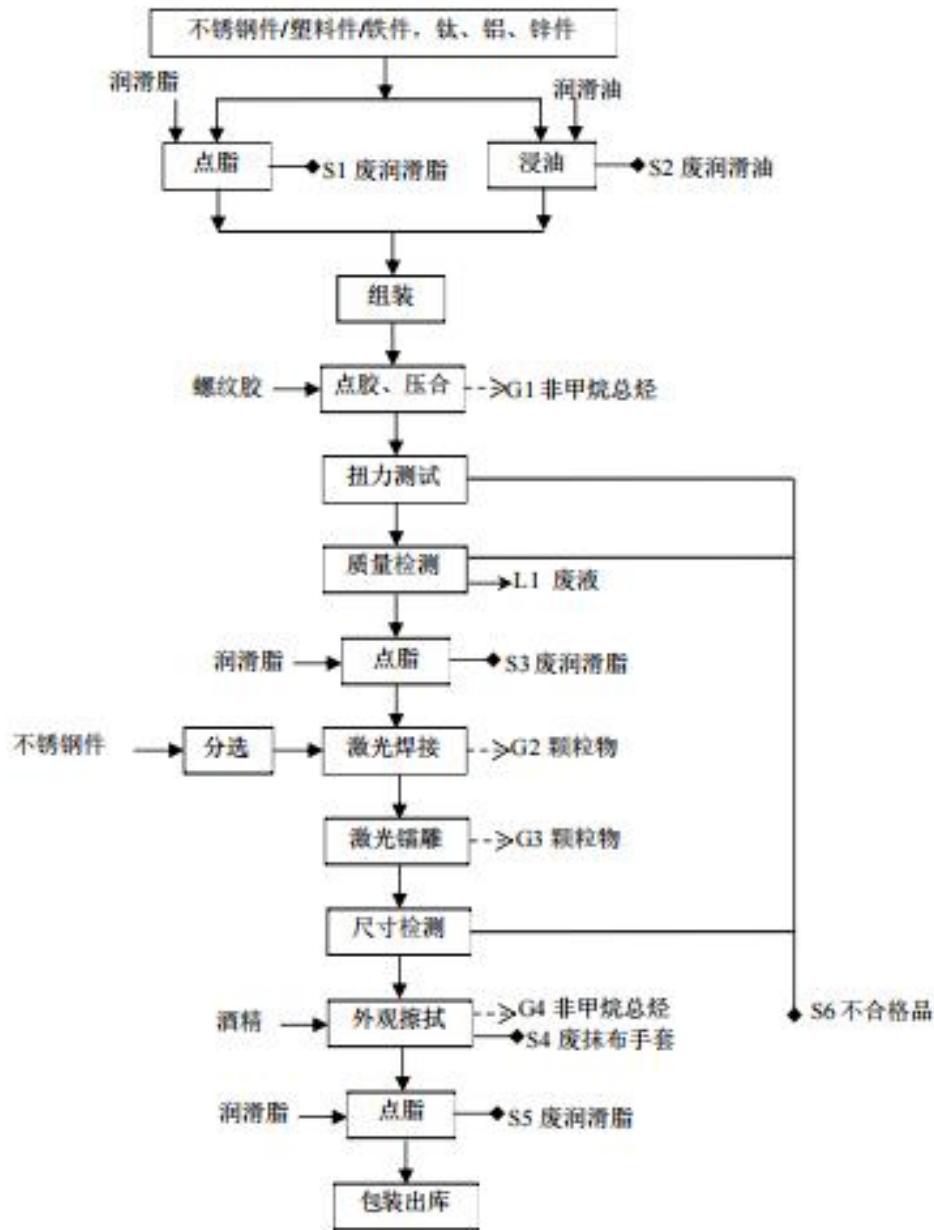 不锈钢件/塑料件/铁件，钛、铝、锌件
润滑脂
润滑油
点脂
S1 废润滑脂
浸油
S2 废润滑油
组装
螺纹胶
点胶、压合
G1 非甲烷总烃
扭力测试
质量检测
L1 废液
润滑脂
点脂
S3 废润滑脂
不锈钢件
分选
激光焊接
G2 颗粒物
激光镭雕
G3 颗粒物
尺寸检测
酒精
外观擦拭
G4 非甲烷总烃
S4 废抹布手套
S6 不合格品
润滑脂
点脂
S5 废润滑脂
包装出库